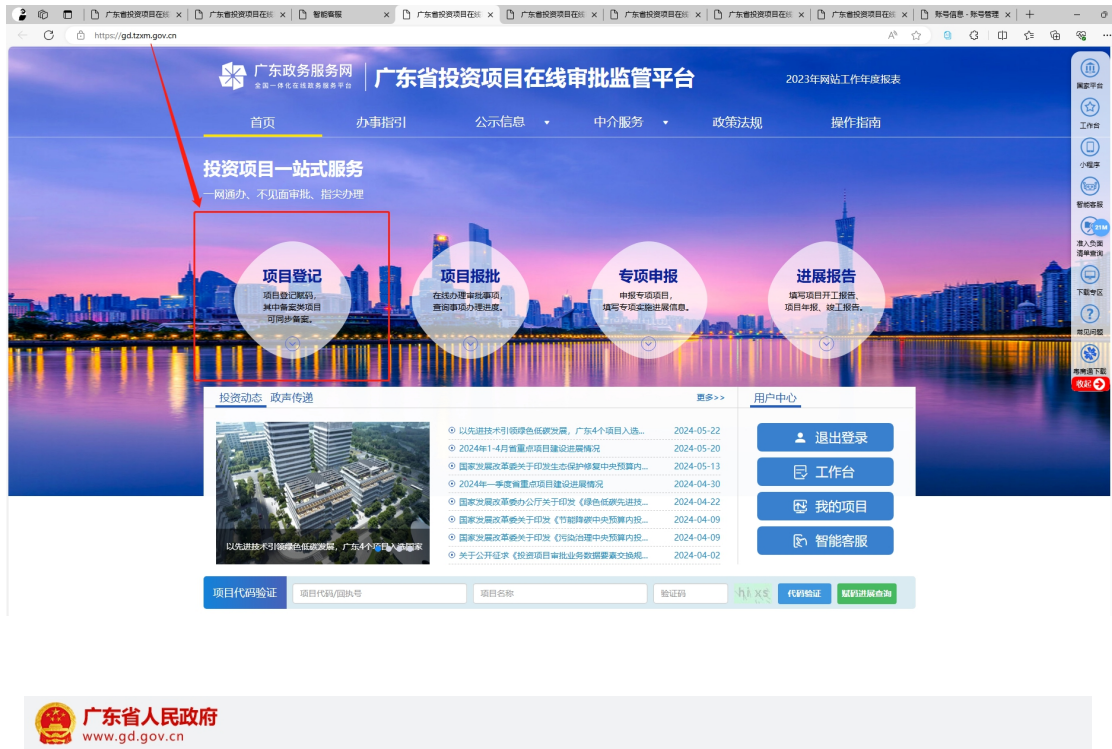 广东省投资项目在线
广东省投资项目在线
智能客服
广东省投资项目在线
广东省投资项目在线
广东省投资项目在线
广东省投资项目在线
广东省投资项目在线
账号信息 - 账号管理
https://gd.tzxm.gov.cn
广东政务服务网
全国一体化在线政务服务平台
广东省投资项目在线审批监管平台
2023年网站工作年度报表
首页 办事指引 公示信息 中介服务 政策法规 操作指南
投资项目一站式服务
一网通办、不见面审批、指尖办理
项目登记
项目登记赋码,
其中备案类项目
可同步备案。
项目报批
在线办理审批事项,
查询事项办理进度。
专项申报
申报专项项目,
填写专项实施进展信息。
进展报告
填写项目开工报告、
项目年报、竣工报告。
国家平台
工作台
小程序
智能客服
21M
准入负面
清单查询
下载专区
常见问题
粤商通下载
收起
投资动态 政声传递 更多>>
以先进技术引领绿色低碳发展,广东4个项目入选国家
以先进技术引领绿色低碳发展,广东4个项目入选... 2024-05-22
2024年1-4月省重点项目建设进展情况 2024-05-20
国家发展改革委关于印发生态保护修复中央预算内... 2024-05-13
2024年一季度省重点项目建设进展情况 2024-04-30
国家发展改革委办公厅关于印发《绿色低碳先进技... 2024-04-22
国家发展改革委关于印发《节能降碳中央预算内投... 2024-04-09
国家发展改革委关于印发《污染治理中央预算内投... 2024-04-09
关于公开征求《投资项目审批业务数据要素交换规... 2024-04-02
用户中心
退出登录
工作台
我的项目
智能客服
项目代码验证 项目代码/回执号 项目名称 验证码 hixs 代码验证 赋码进展查询
广东省人民政府
www.gd.gov.cn